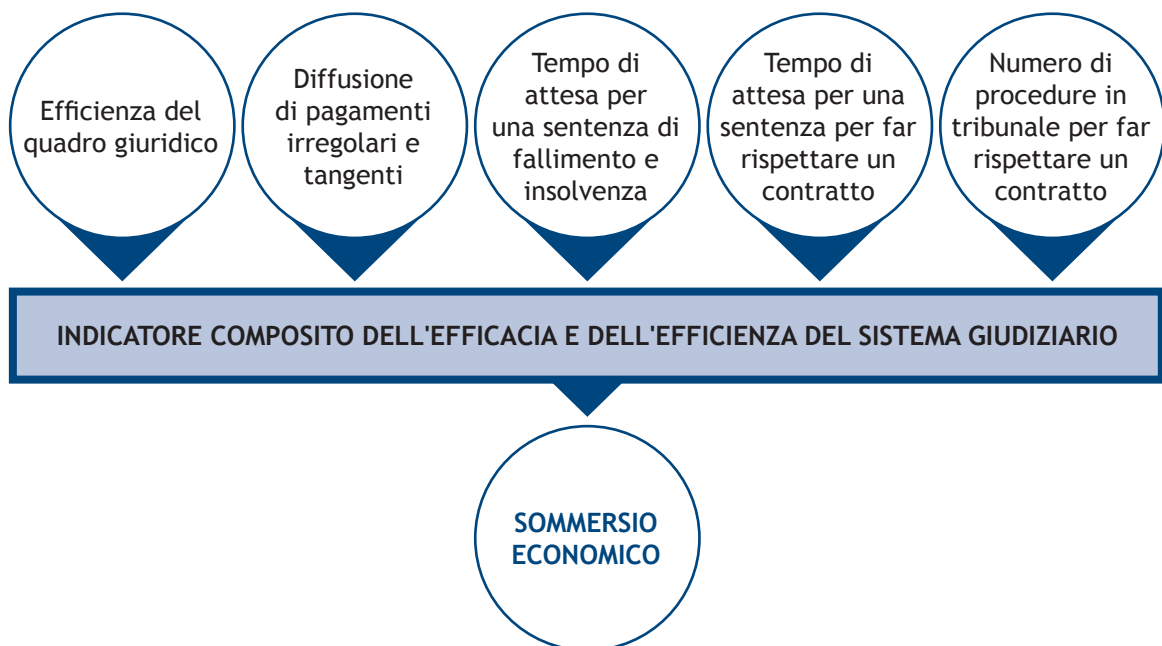 Efficienza del
quadro giuridico
Diffusione
di pagamenti
irregolari e
tangenti
Tempo di
attesa per
una sentenza di
fallimento e
insolvenza
Tempo di
attesa per una
sentenza per far
rispettare un
contratto
Numero di
procedure in
tribunale per far
rispettare un
contratto
INDICATORE COMPOSITO DELL'EFFICACIA E DELL'EFFICIENZA DEL SISTEMA GIUDIZIARIO
SOMMERSIO
ECONOMICO